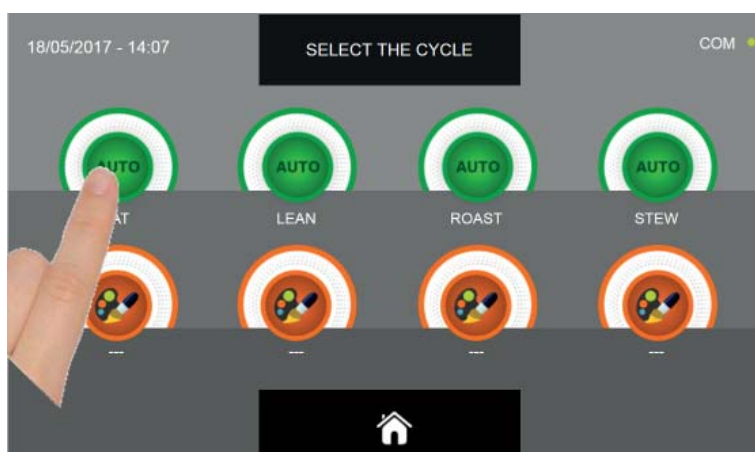 18/05/2017 - 14:07
SELECT THE CYCLE
COM
AUTO
AUTO
AUTO
AUTO
LEAN
ROAST
STEW
---
---
---
---